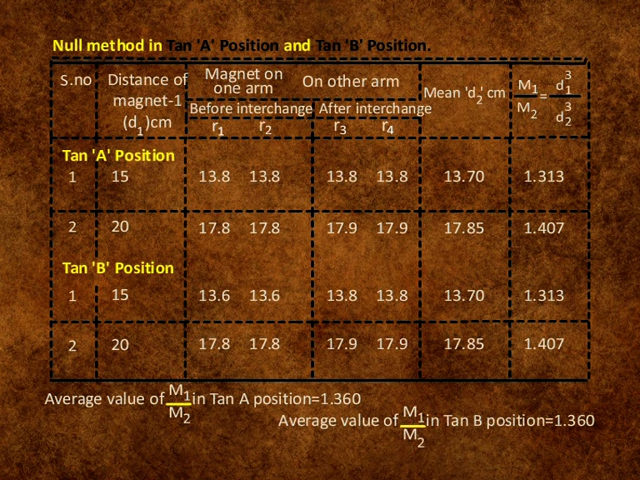 Null method in Tan 'A' Position and Tan 'B' Position.
S.no Distance of magnet-1 (d1)cm Magnet on one arm On other arm Mean 'd2' cm M1/M2 = d1^3/d2^3
Before interchange After interchange
r1 r2 r3 r4
Tan 'A' Position
1 15 13.8 13.8 13.8 13.8 13.70 1.313
2 20 17.8 17.8 17.9 17.9 17.85 1.407
Tan 'B' Position
1 15 13.6 13.6 13.8 13.8 13.70 1.313
2 20 17.8 17.8 17.9 17.9 17.85 1.407
Average value of M1/M2 in Tan A position=1.360
Average value of M1/M2 in Tan B position=1.360